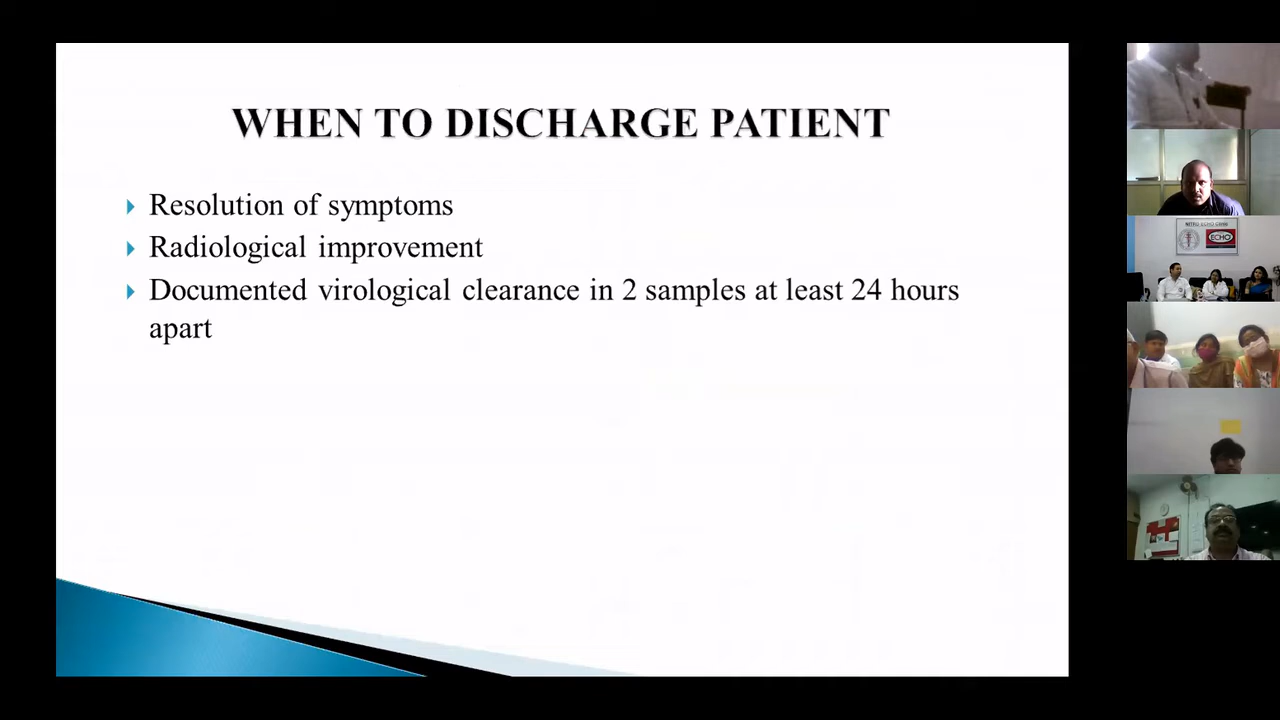 WHEN TO DISCHARGE PATIENT
Resolution of symptoms
Radiological improvement
Documented virological clearance in 2 samples at least 24 hours
apart
ECHO